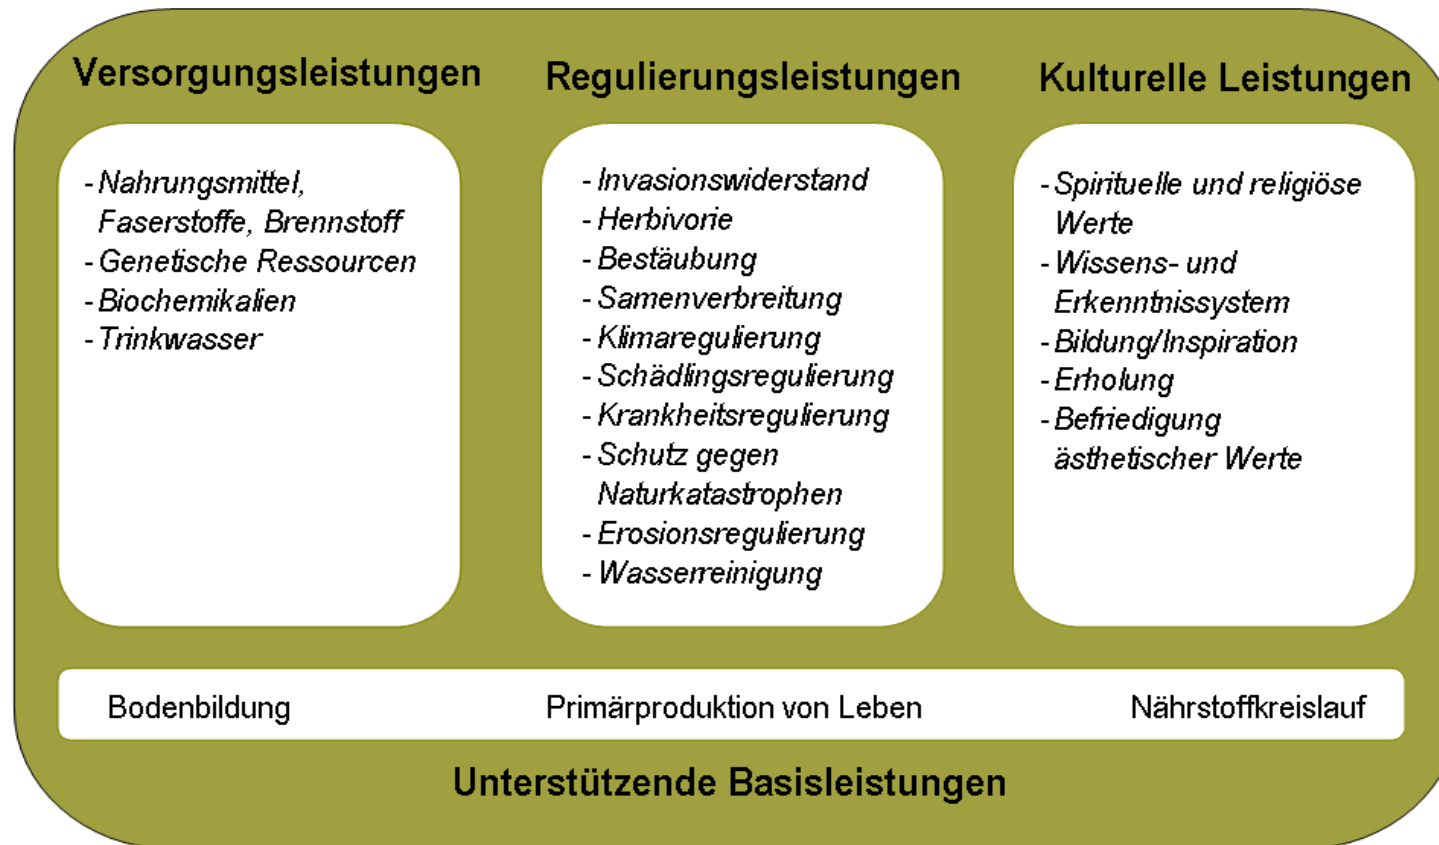 Versorgungsleistungen
- Nahrungsmittel,
Faserstoffe, Brennstoff
- Genetische Ressourcen
- Biochemikalien
- Trinkwasser
Regulierungsleistungen
- Invasionswiderstand
- Herbivorie
- Bestäubung
- Samenverbreitung
- Klimaregulierung
- Schädlingsregulierung
- Krankheitsregulierung
- Schutz gegen
Naturkatastrophen
- Erosionsregulierung
- Wasserreinigung
Kulturelle Leistungen
- Spirituelle und religiöse
Werte
- Wissens- und
Erkenntnissystem
- Bildung/Inspiration
- Erholung
- Befriedigung
ästhetischer Werte
Bodenbildung Primärproduktion von Leben Nährstoffkreislauf
Unterstützende Basisleistungen